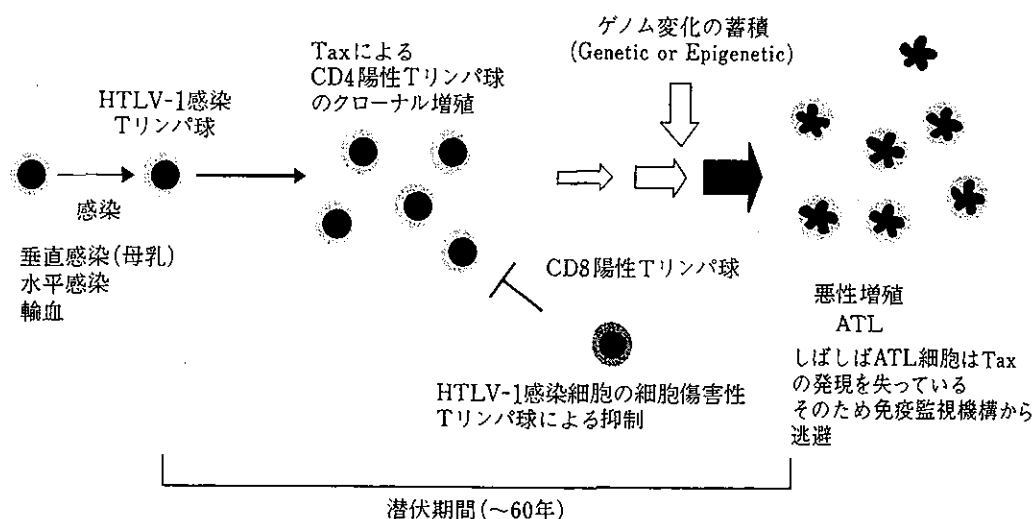 HTLV-1感染
Tリンパ球
感染
垂直感染(母乳)
水平感染
輸血
Taxによる
CD4陽性Tリンパ球
のクローナル増殖
ゲノム変化の蓄積
(Genetic or Epigenetic)
CD8陽性Tリンパ球
HTLV-1感染細胞の細胞傷害性
Tリンパ球による抑制
悪性増殖
ATL
しばしばATL細胞はTax
の発現を失っている
そのため免疫監視機構から
逃避
潜伏期間(～60年)